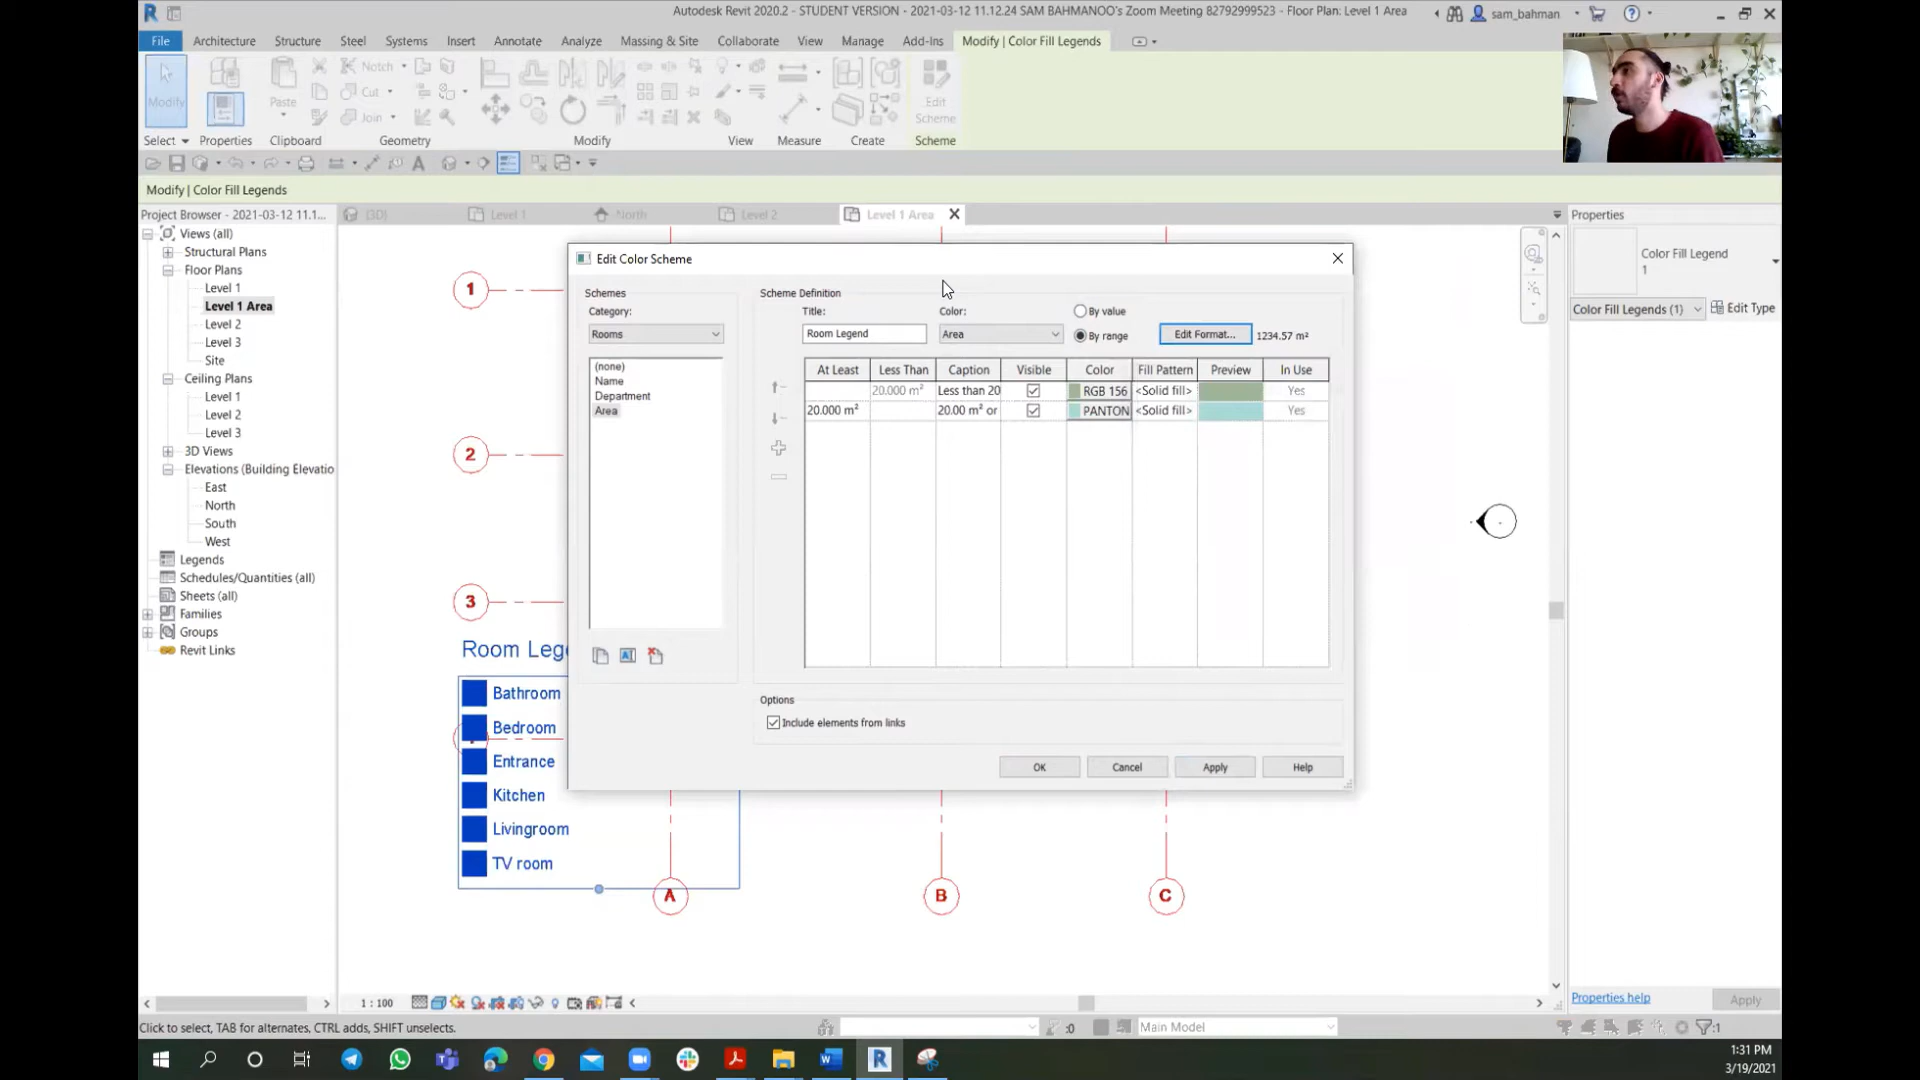 Autodesk Revit 2020.2 - STUDENT VERSION - 2021-03-12 11.12.24 SAM BAHMANOO's Zoom Meeting 82792999523 - Floor Plan: Level 1 Area
sam_bahman
File Architecture Structure Steel Systems Insert Annotate Analyze Massing & Site Collaborate View Manage Add-Ins Modify | Color Fill Legends
Modify
Paste
Notch
Cut
Join
Edit
Scheme
Select Properties Clipboard Geometry Modify View Measure Create Scheme
Modify | Color Fill Legends
Project Browser - 2021-03-12 11.1...
{3D} Level 1 North Level 2 Level 1 Area
Properties
Views (all)
Structural Plans
Floor Plans
Level 1
Level 1 Area
Level 2
Level 3
Site
Ceiling Plans
Level 1
Level 2
Level 3
3D Views
Elevations (Building Elevatio
East
North
South
West
Legends
Schedules/Quantities (all)
Sheets (all)
Families
Groups
Revit Links
1
2
3
Room Lege
Bathroom
Bedroom
Entrance
Kitchen
Livingroom
TV room
A
B
C
Edit Color Scheme
Schemes
Category:
Rooms
(none)
Name
Department
Area
Scheme Definition
Title: Color: By value
Room Legend Area By range Edit Format... 1234.57 m²
At Least Less Than Caption Visible Color Fill Pattern Preview In Use
20.000 m² Less than 20 RGB 156 <Solid fill> Yes
20.000 m² 20.00 m² or PANTON <Solid fill> Yes
Options
Include elements from links
OK Cancel Apply Help
Color Fill Legend
1
Color Fill Legends (1) Edit Type
Properties help Apply
1 : 100
Click to select, TAB for alternates, CTRL adds, SHIFT unselects.
:0
Main Model
:1
1:31 PM
3/19/2021